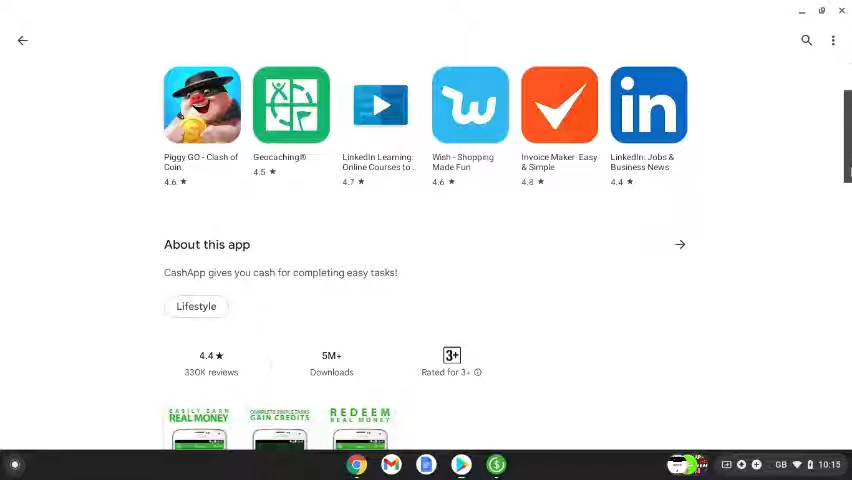 Piggy GO - Clash of Coin
4.6 ★
Geocaching®
4.5 ★
LinkedIn Learning: Online Courses to ..
4.7 ★
Wish - Shopping Made Fun
4.6 ★
Invoice Maker: Easy & Simple
4.8 ★
in
LinkedIn: Jobs & Business News
4.4 ★
About this app
CashApp gives you cash for completing easy tasks!
Lifestyle
4.4★
330K reviews
5M+
Downloads
3+
Rated for 3+
EASILY EARN
REAL MONEY
COMPLETE SIMPLE TASKS
GAIN CREDITS
REDEEM
REAL MONEY
GB
10:15